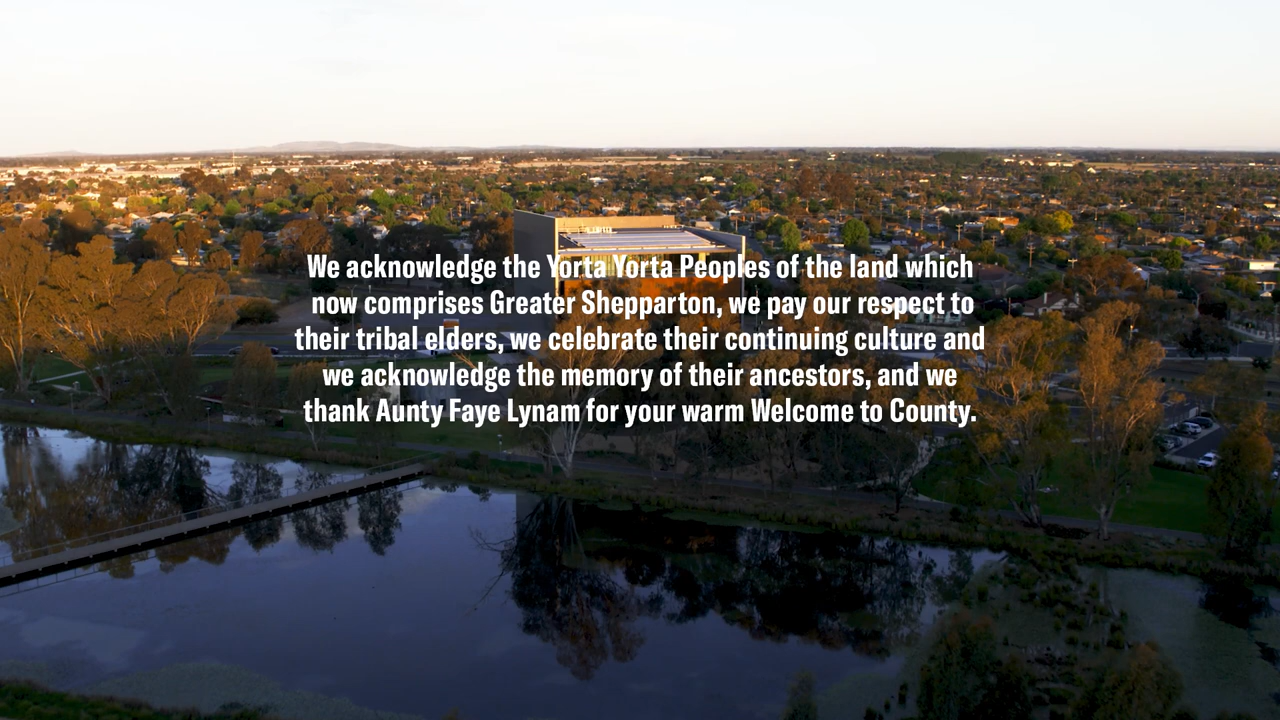 We acknowledge the Yorta Yorta Peoples of the land which
now comprises Greater Shepparton, we pay our respect to
their tribal elders, we celebrate their continuing culture and
we acknowledge the memory of their ancestors, and we
thank Aunty Faye Lynam for your warm Welcome to County.